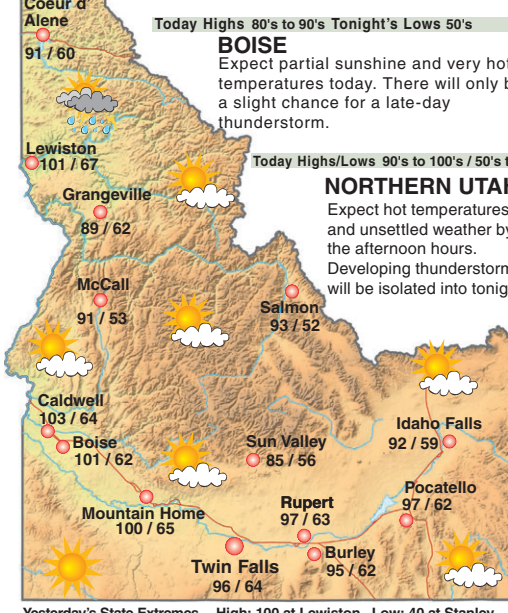 Coeur d'
Alene
91 / 60
Today Highs 80's to 90's Tonight's Lows 50's
BOISE
Expect partial sunshine and very hot
temperatures today. There will only b
a slight chance for a late-day
thunderstorm.
Lewiston
101 / 67
Today Highs/Lows 90's to 100's / 50's t
NORTHERN UTAH
Expect hot temperatures
and unsettled weather by
the afternoon hours.
Developing thunderstorm
will be isolated into tonig
Grangeville
89 / 62
McCall
91 / 53
Salmon
93 / 52
Caldwell
103 / 64
Boise
101 / 62
Sun Valley
85 / 56
Idaho Falls
92 / 59
Pocatello
97 / 62
Mountain Home
100 / 65
Rupert
97 / 63
Burley
95 / 62
Twin Falls
96 / 64
Yesterday's State Extremes - High: 100 at Lewiston Low: 40 at Stanley